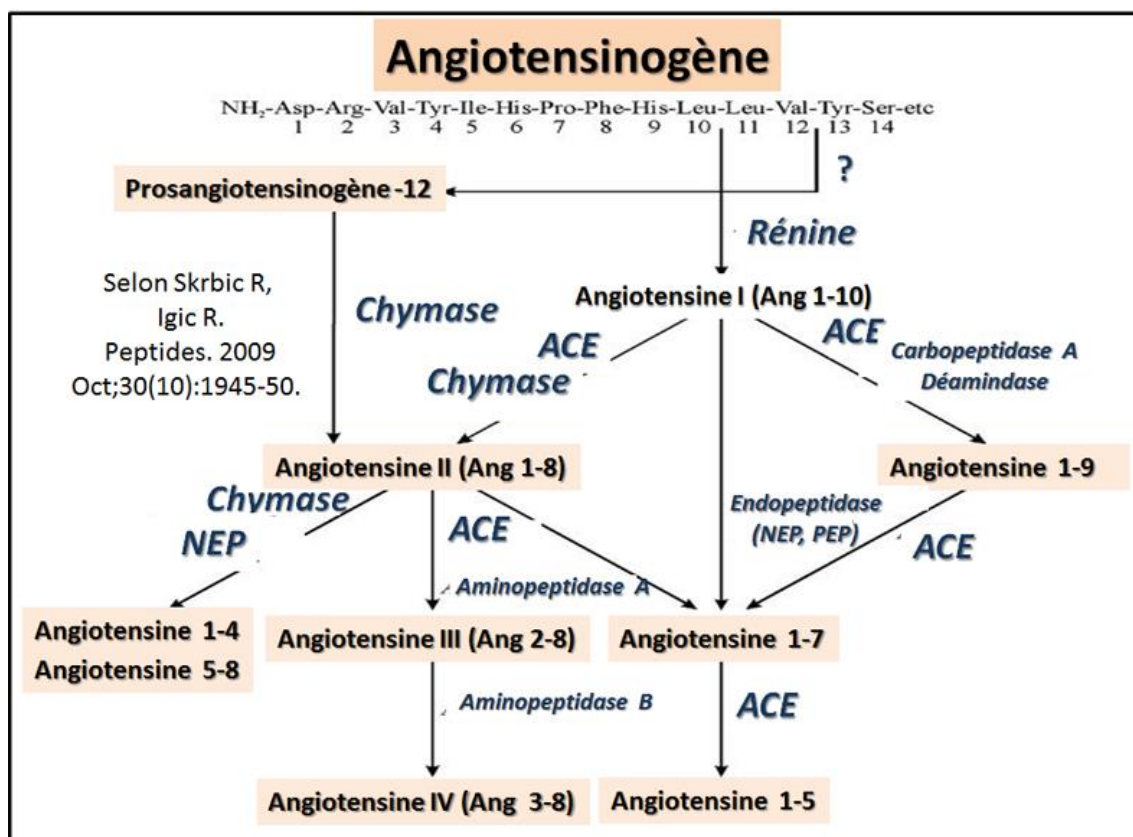 Angiotensinogène
NH₂-Asp-Arg-Val-Tyr-Ile-His-Pro-Phe-His-Leu-Leu-Val-Tyr-Ser-etc
1 2 3 4 5 6 7 8 9 10 11 12 13 14
?
Prosangiotensinogène -12
Rénine
Selon Skrbic R,
Igic R.
Peptides. 2009
Oct;30(10):1945-50.
Chymase
Angiotensine I (Ang 1-10)
ACE
Chymase
ACE
Carbopeptidase A
Déamindase
Angiotensine II (Ang 1-8)
Angiotensine 1-9
Chymase
NEP
ACE
Endopeptidase
(NEP, PEP)
ACE
Aminopeptidase A
Angiotensine 1-4
Angiotensine 5-8
Angiotensine III (Ang 2-8)
Angiotensine 1-7
Aminopeptidase B
ACE
Angiotensine IV (Ang 3-8)
Angiotensine 1-5